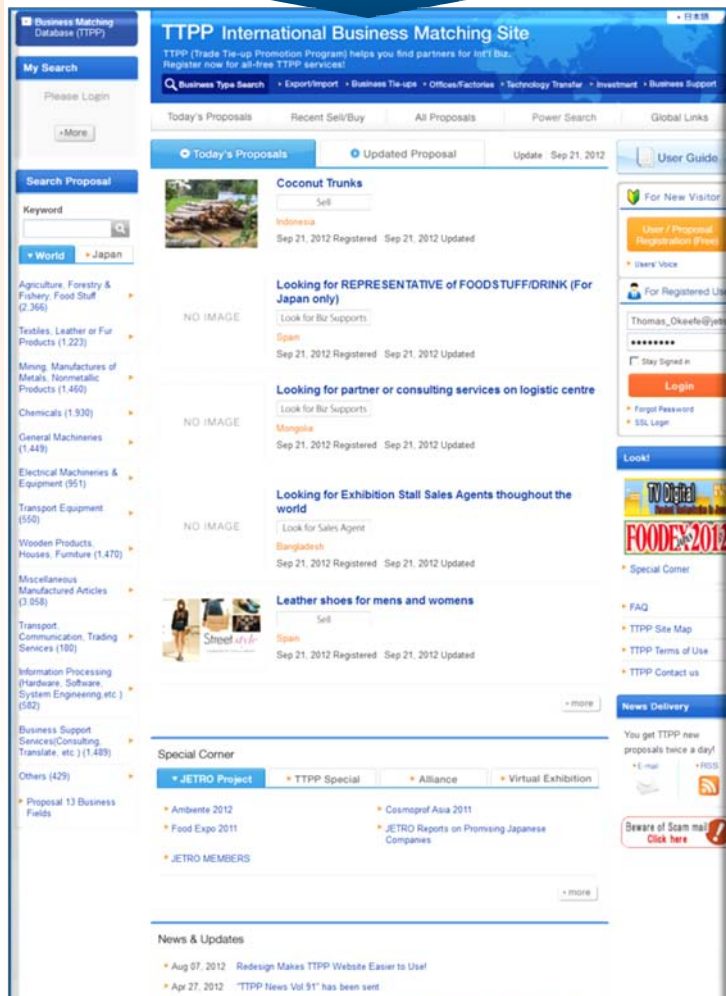 Business Matching
Database (TTPP)
My Search
Please Login
More
Search Proposal
Keyword
World
Japan
Agriculture, Forestry &
Fishery, Food Stuff
(2,366)
Textiles, Leather or Fur
Products (1,223)
Mining, Manufactures of
Metals, Nonmetallic
Products (1,460)
Chemicals (1,930)
General Machineries
(1,449)
Electrical Machineries &
Equipment (951)
Transport Equipment
(550)
Wooden Products,
Houses, Furniture (1,470)
Miscellaneous
Manufactured Articles
(3,058)
Transport,
Communication, Trading
Services (180)
Information Processing
(Hardware, Software,
System Engineering,etc.)
(582)
Business Support
Services(Consulting,
Translate, etc.) (1,489)
Others (429)
Proposal 13 Business
Fields
日本語
TTPP International Business Matching Site
TTPP (Trade Tie-up Promotion Program) helps you find partners for Int'l Biz.
Register now for all-free TTPP services!
Business Type Search Export/Import Business Tie-ups Offices/Factories Technology Transfer Investment Business Support
Today's Proposals Recent Sell/Buy All Proposals Power Search Global Links
Today's Proposals Updated Proposal Update : Sep 21, 2012
Coconut Trunks
Sell
Indonesia
Sep 21, 2012 Registered Sep 21, 2012 Updated
NO IMAGE
Looking for REPRESENTATIVE of FOODSTUFF/DRINK (For
Japan only)
Look for Biz Supports
Spain
Sep 21, 2012 Registered Sep 21, 2012 Updated
NO IMAGE
Looking for partner or consulting services on logistic centre
Look for Biz Supports
Mongolia
Sep 21, 2012 Registered Sep 21, 2012 Updated
NO IMAGE
Looking for Exhibition Stall Sales Agents thoughout the
world
Look for Sales Agent
Bangladesh
Sep 21, 2012 Registered Sep 21, 2012 Updated
Street style
Leather shoes for mens and womens
Sell
Spain
Sep 21, 2012 Registered Sep 21, 2012 Updated
more
Special Corner
JETRO Project TTPP Special Alliance Virtual Exhibition
Ambiente 2012
Cosmoprof Asia 2011
Food Expo 2011
JETRO Reports on Promising Japanese
Companies
JETRO MEMBERS
more
News & Updates
Aug 07, 2012 Redesign Makes TTPP Website Easier to Use!
Apr 27, 2012 "TTPP News Vol.91" has been sent
User Guide
For New Visitor
User / Proposal
Registration (Free)
Users' Voice
For Registered Us
Thomas_Okeefe@jetr
Stay Signed in
Login
Forgot Password
SSL Login
Look!
TV Digital
FOODEX JAPAN 2012
Special Corner
FAQ
TTPP Site Map
TTPP Terms of Use
TTPP Contact us
News Delivery
You get TTPP new
proposals twice a day!
E-mail
RSS
Beware of Scam mail
Click here